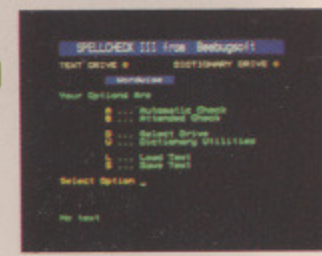 SPELLCHECK III from Beebugsoft
TEXT DRIVE 0 DICTIONARY DRIVE 0
Wordwise
Your Options Are
A ... Automatic Check
B ... Attended Check
D ... Select Drive
U ... Dictionary Utilities
L ... Load Text
S ... Save Text
Select Option _
No text